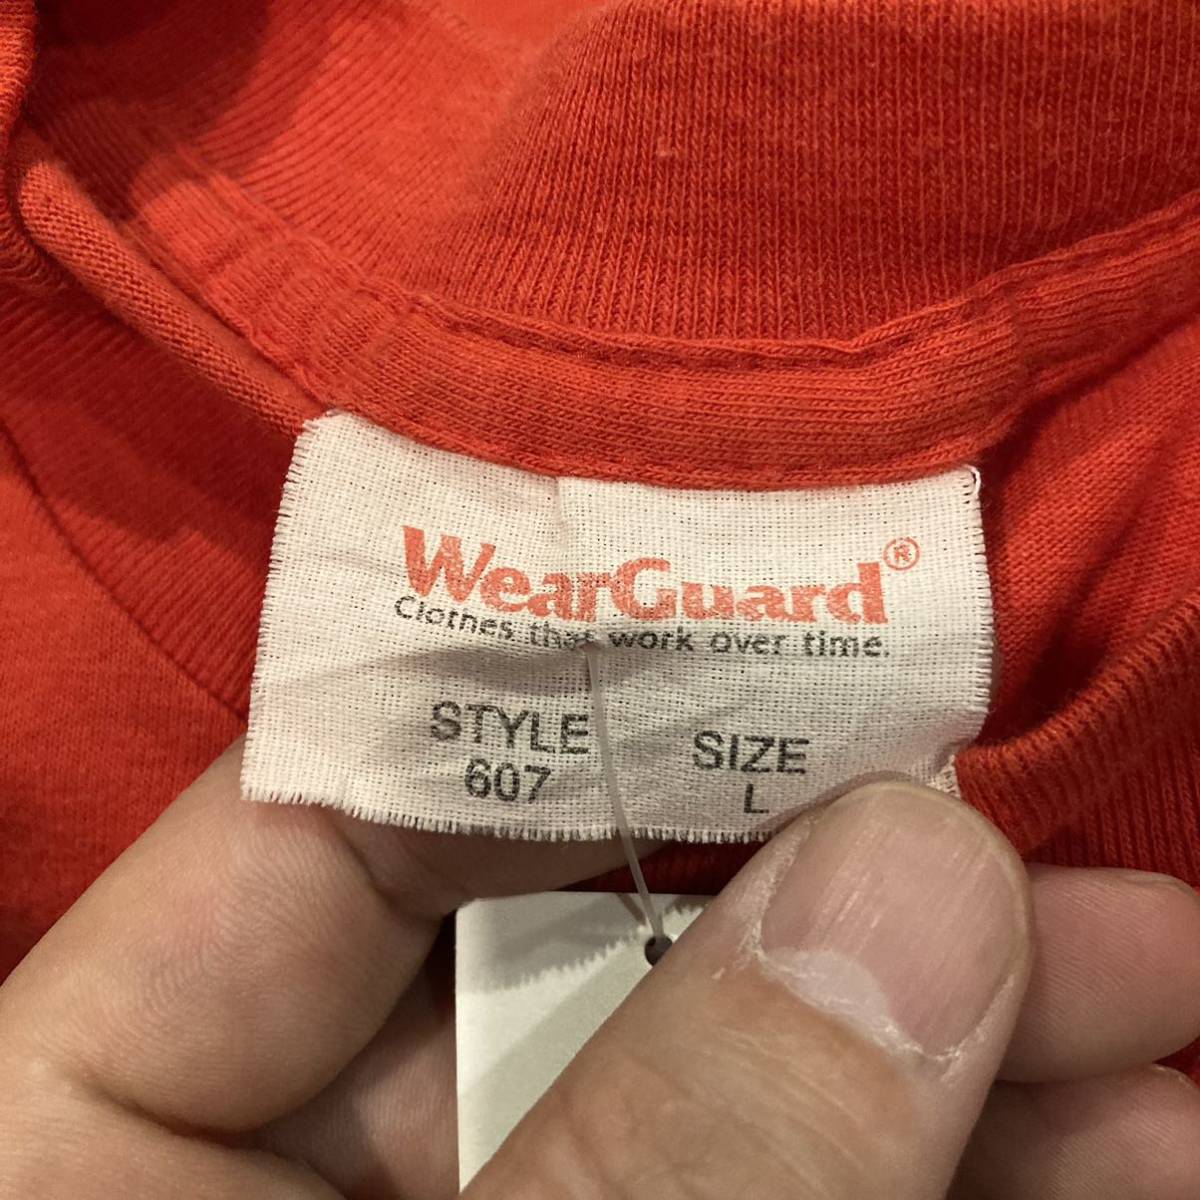 WearGuard®
Clothes that work over time.
STYLE SIZE
607 L